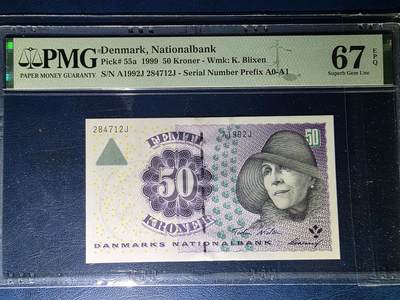 PMG
PAPER MONEY GUARANTY
Denmark, Nationalbank
Pick# 55a 1999 50 Kroner - Wmk: K. Blixen
S/N A1992J 284712J - Serial Number Prefix A0-A1
67 EPQ
Superb Gem Unc
284712J
FEMTI
A1992J
50
50
KRONER
DANMARKS NATIONALBANK